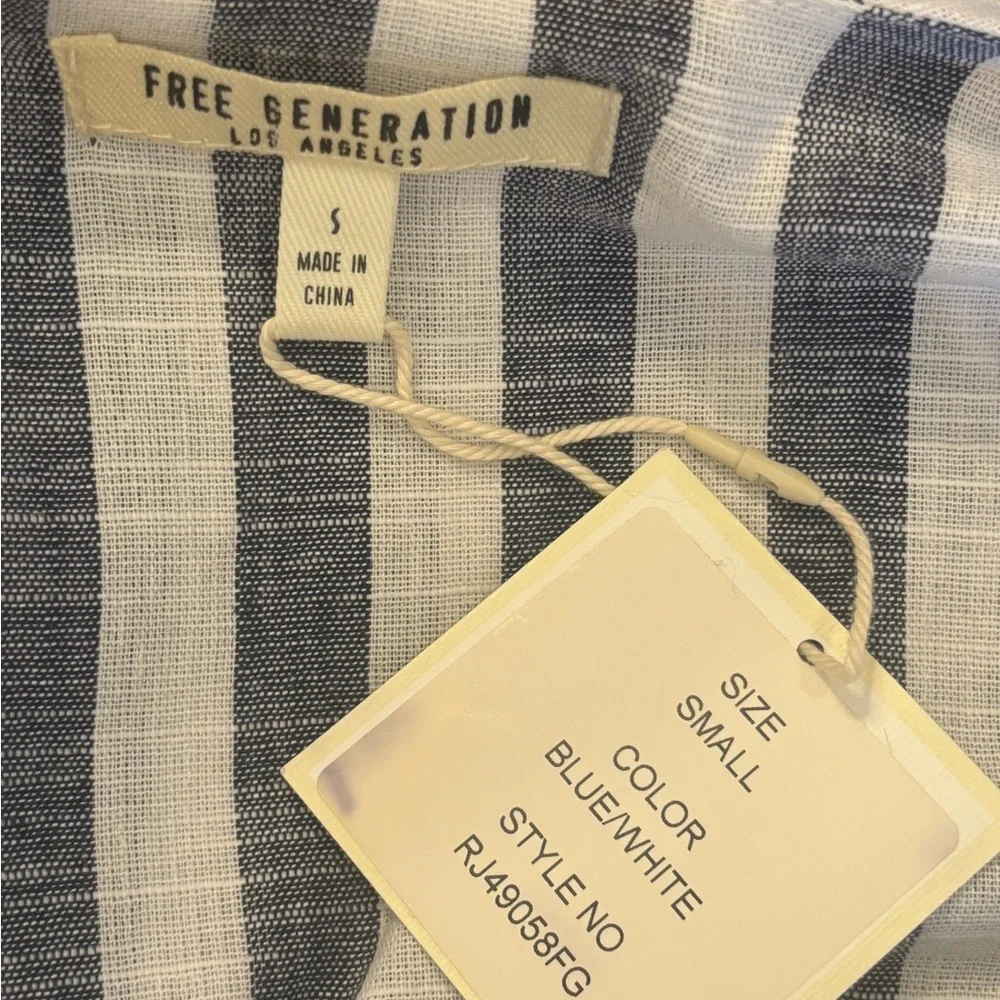 FREE GENERATION
LOS ANGELES
S
MADE IN
CHINA
SIZE
SMALL
COLOR
BLUE/WHITE
STYLE NO
RJ49058FG